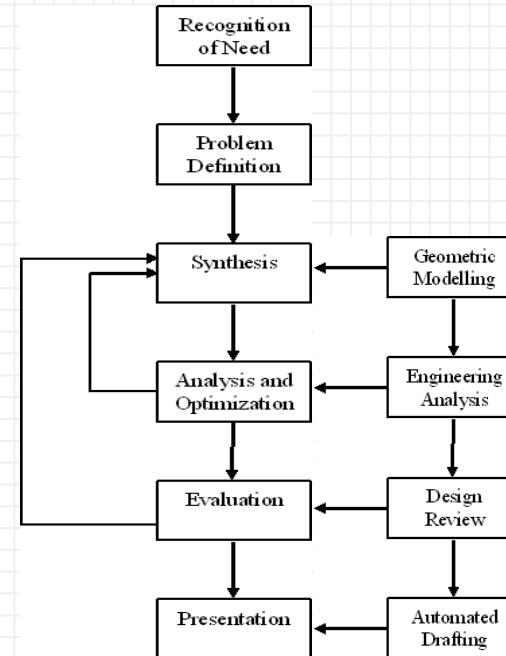 Recognition
of Need
Problem
Definition
Synthesis
Geometric
Modelling
Analysis and
Optimization
Engineering
Analysis
Evaluation
Design
Review
Presentation
Automated
Drafting